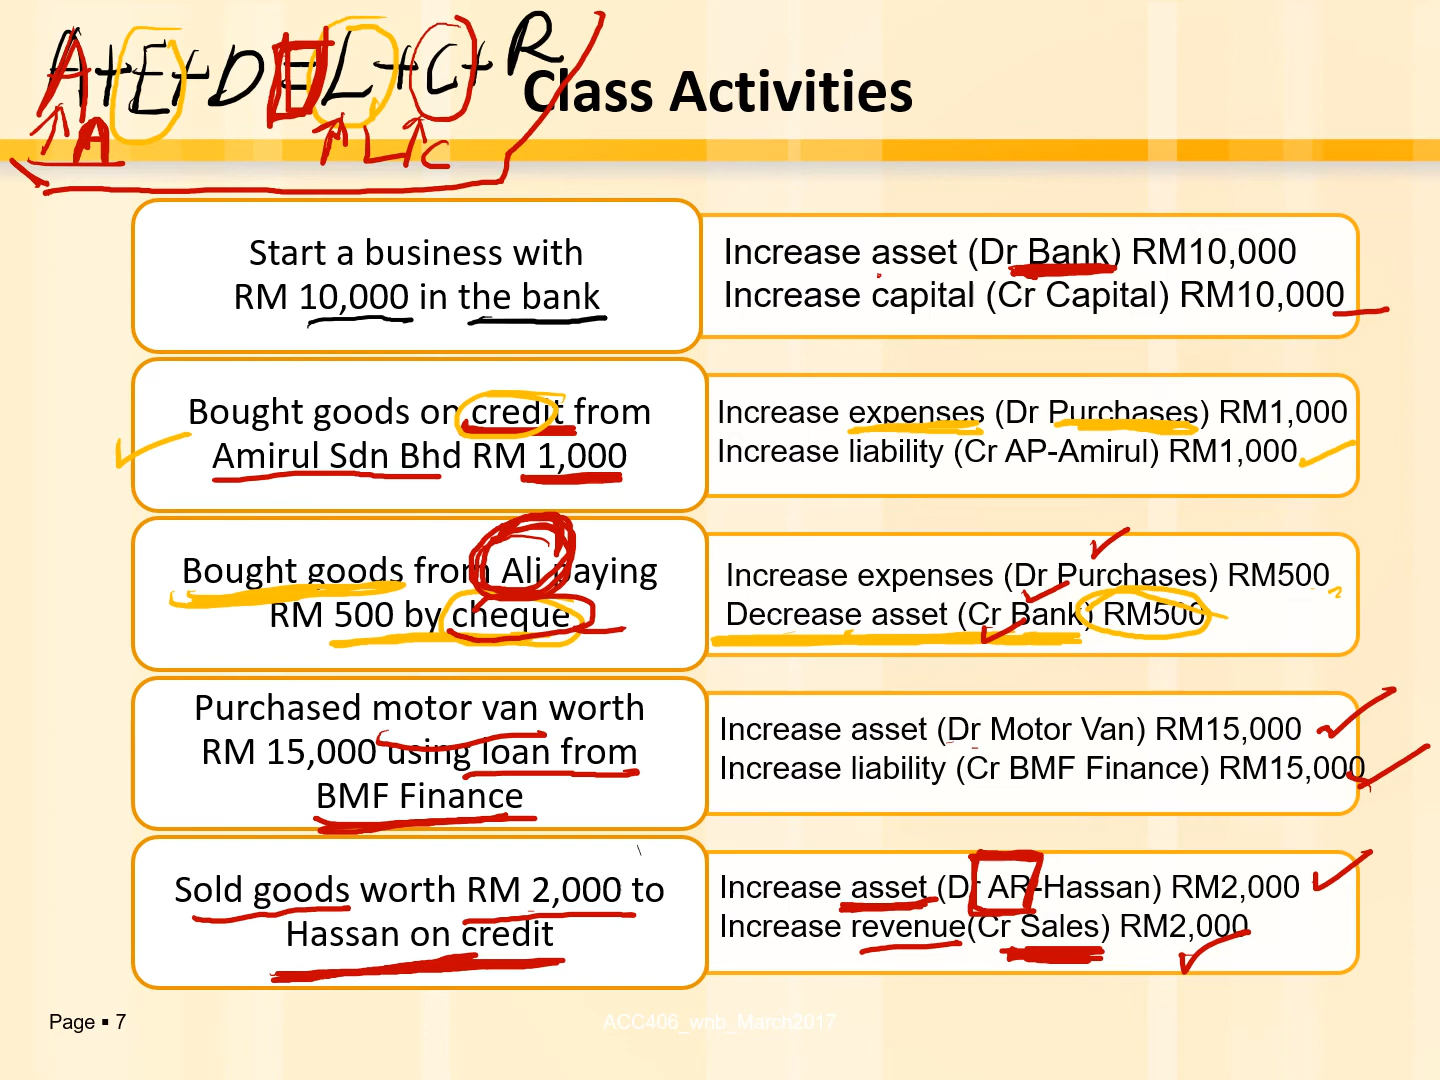 A+E+D=L+C+R
Class Activities
A L C
Start a business with
RM 10,000 in the bank
Increase asset (Dr Bank) RM10,000
Increase capital (Cr Capital) RM10,000
Bought goods on credit from
Amirul Sdn Bhd RM 1,000
Increase expenses (Dr Purchases) RM1,000
Increase liability (Cr AP-Amirul) RM1,000
Bought goods from Ali paying
RM 500 by cheque
Increase expenses (Dr Purchases) RM500
Decrease asset (Cr Bank) RM500
Purchased motor van worth
RM 15,000 using loan from
BMF Finance
Increase asset (Dr Motor Van) RM15,000
Increase liability (Cr BMF Finance) RM15,000
Sold goods worth RM 2,000 to
Hassan on credit
Increase asset (Dr AR-Hassan) RM2,000
Increase revenue(Cr Sales) RM2,000
Page ▪ 7
ACC406_wnb_March2017